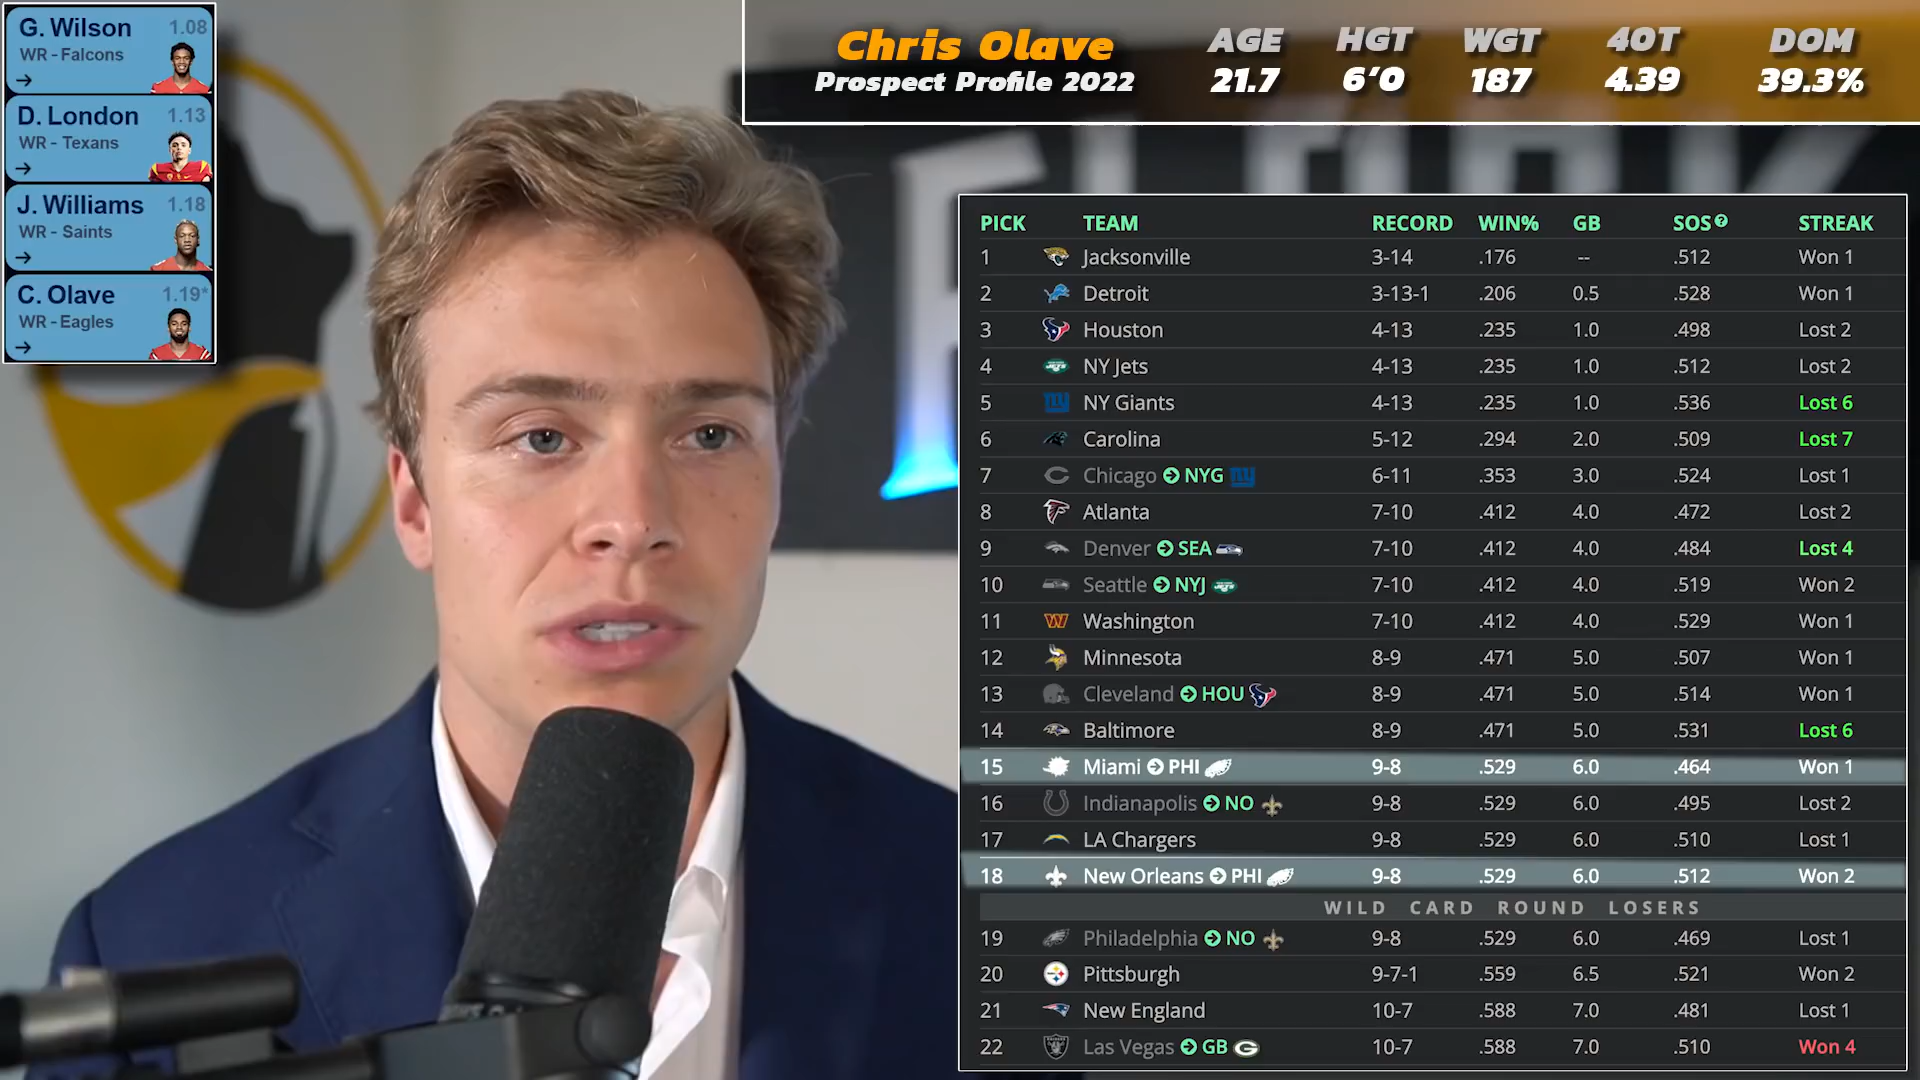 G. Wilson 1.08
WR - Falcons
D. London 1.13
WR - Texans
J. Williams 1.18
WR - Saints
C. Olave 1.19*
WR - Eagles
Chris Olave
Prospect Profile 2022
AGE HGT WGT 40T DOM
21.7 6'0 187 4.39 39.3%
PICK TEAM RECORD WIN% GB SOS STREAK
1 Jacksonville 3-14 .176 -- .512 Won 1
2 Detroit 3-13-1 .206 0.5 .528 Won 1
3 Houston 4-13 .235 1.0 .498 Lost 2
4 NY Jets 4-13 .235 1.0 .512 Lost 2
5 NY Giants 4-13 .235 1.0 .536 Lost 6
6 Carolina 5-12 .294 2.0 .509 Lost 7
7 Chicago NYG 6-11 .353 3.0 .524 Lost 1
8 Atlanta 7-10 .412 4.0 .472 Lost 2
9 Denver SEA 7-10 .412 4.0 .484 Lost 4
10 Seattle NYJ 7-10 .412 4.0 .519 Won 2
11 Washington 7-10 .412 4.0 .529 Won 1
12 Minnesota 8-9 .471 5.0 .507 Won 1
13 Cleveland HOU 8-9 .471 5.0 .514 Won 1
14 Baltimore 8-9 .471 5.0 .531 Lost 6
15 Miami PHI 9-8 .529 6.0 .464 Won 1
16 Indianapolis NO 9-8 .529 6.0 .495 Lost 2
17 LA Chargers 9-8 .529 6.0 .510 Lost 1
18 New Orleans PHI 9-8 .529 6.0 .512 Won 2
WILD CARD ROUND LOSERS
19 Philadelphia NO 9-8 .529 6.0 .469 Lost 1
20 Pittsburgh 9-7-1 .559 6.5 .521 Won 2
21 New England 10-7 .588 7.0 .481 Lost 1
22 Las Vegas GB 10-7 .588 7.0 .510 Won 4